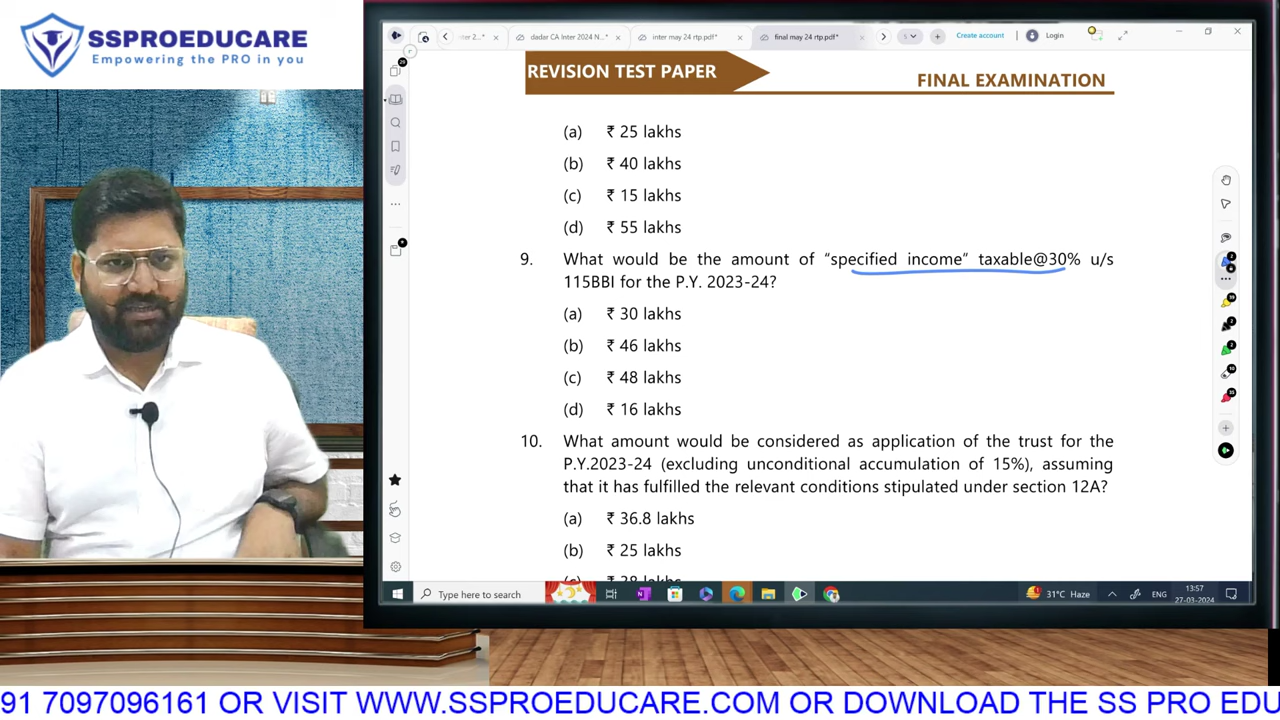 SSPROEDUCARE
Empowering the PRO in you
dadar CA Inter 2024 N...*
inter may 24 rtp.pdf*
final may 24 rtp.pdf*
Create account
Login
REVISION TEST PAPER
FINAL EXAMINATION
(a) ₹ 25 lakhs
(b) ₹ 40 lakhs
(c) ₹ 15 lakhs
(d) ₹ 55 lakhs
9. What would be the amount of “specified income” taxable@30% u/s
115BBI for the P.Y. 2023-24?
(a) ₹ 30 lakhs
(b) ₹ 46 lakhs
(c) ₹ 48 lakhs
(d) ₹ 16 lakhs
10. What amount would be considered as application of the trust for the
P.Y.2023-24 (excluding unconditional accumulation of 15%), assuming
that it has fulfilled the relevant conditions stipulated under section 12A?
(a) ₹ 36.8 lakhs
(b) ₹ 25 lakhs
Type here to search
31°C Haze
ENG
13:57
27-03-2024
91 7097096161 OR VISIT WWW.SSPROEDUCARE.COM OR DOWNLOAD THE SS PRO EDU